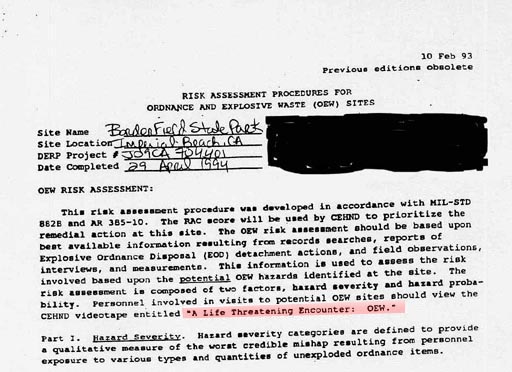 10 Feb 93
Previous editions obsolete
RISK ASSESSMENT PROCEDURES FOR
ORDNANCE AND EXPLOSIVE WASTE (OEW) SITES
Site Name Border Field State Park
Site Location Imperial Beach, CA
DERP Project # J09CA704401
Date Completed 29 April 1994
OEW RISK ASSESSMENT:
This risk assessment procedure was developed in accordance with MIL-STD
882B and AR 385-10. The RAC score will be used by CEHND to prioritize the
remedial action at this site. The OEW risk assessment should be based upon
best available information resulting from records searches, reports of
Explosive Ordnance Disposal (EOD) detachment actions, and field observations,
interviews, and measurements. This information is used to assess the risk
involved based upon the potential OEW hazards identified at the site. The
risk assessment is composed of two factors, hazard severity and hazard proba-
bility. Personnel involved in visits to potential OEW sites should view the
CEHND videotape entitled "A Life Threatening Encounter: OEW."
Part I. Hazard Severity. Hazard severity categories are defined to provide
a qualitative measure of the worst credible mishap resulting from personnel
exposure to various types and quantities of unexploded ordnance items.